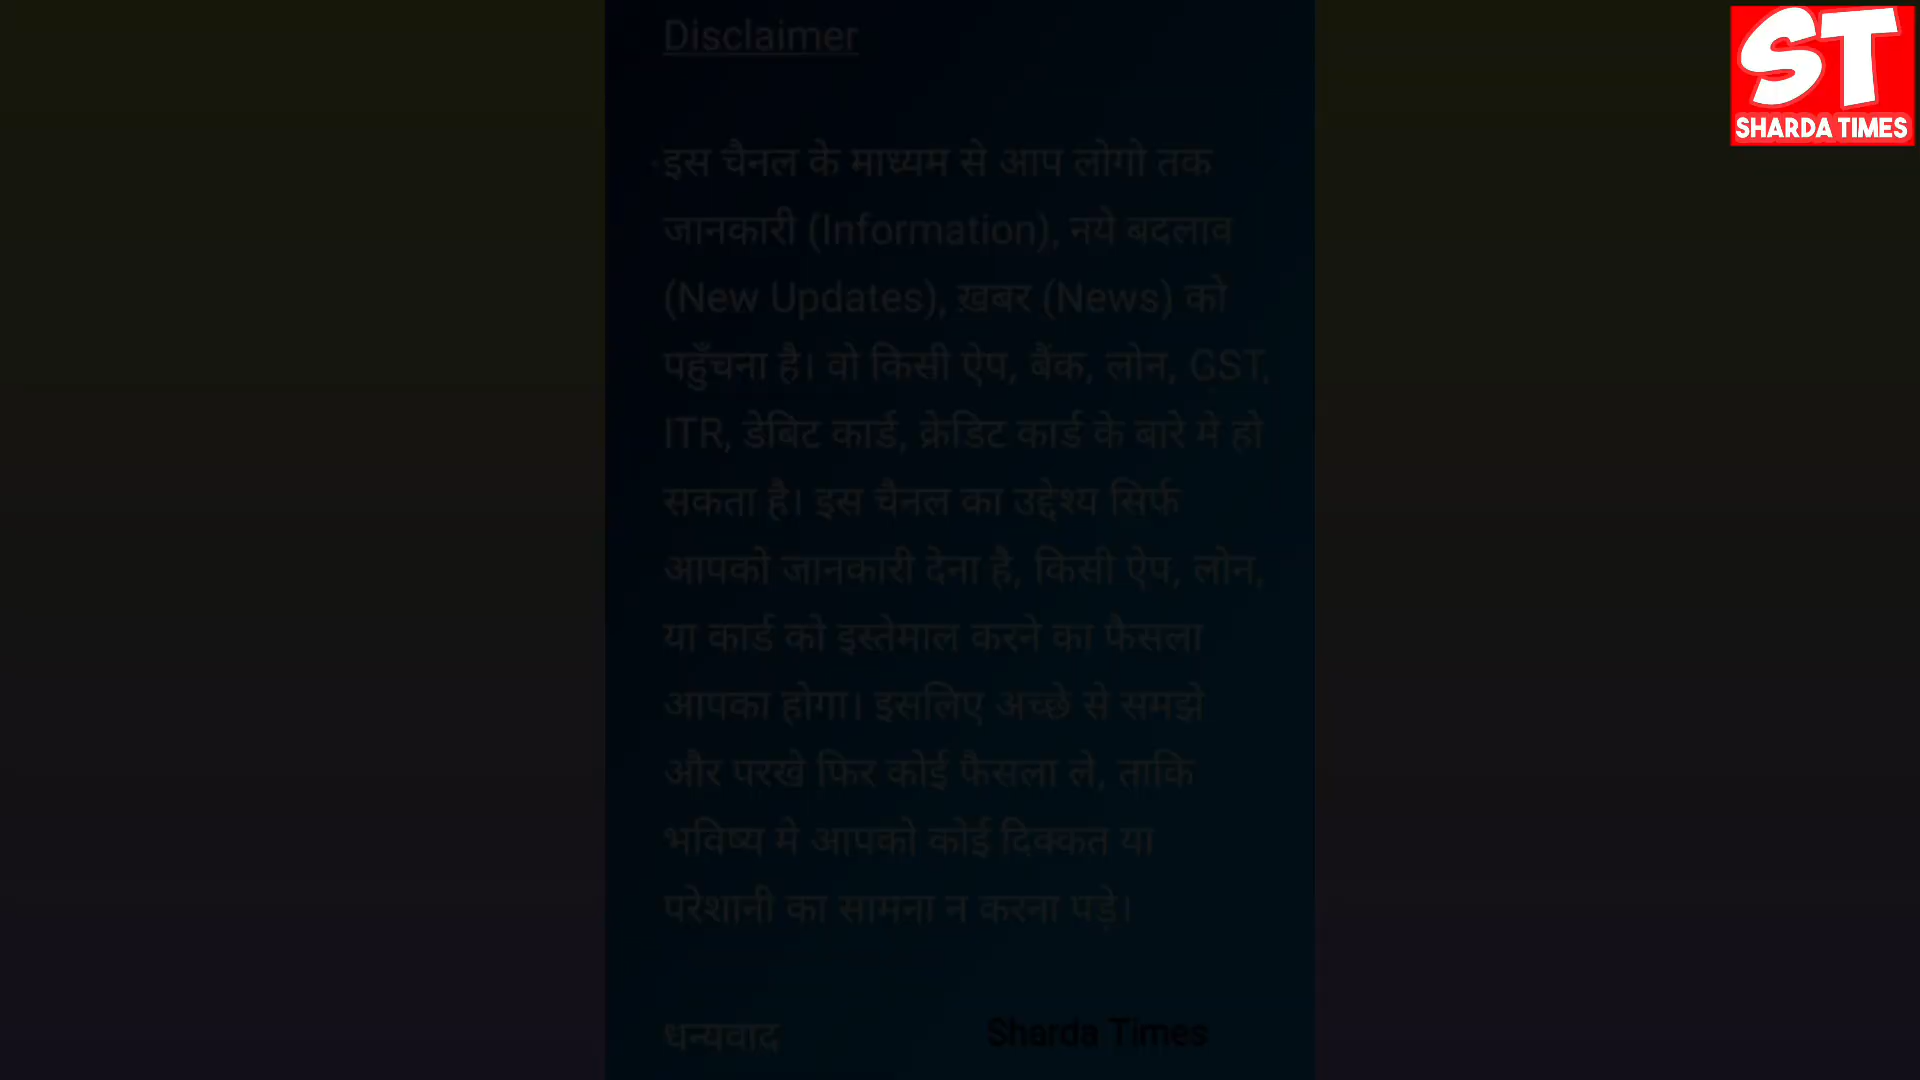 Disclaimer
ST
SHARDA TIMES
इस चैनल के माध्यम से आप लोगो तक
जानकारी (Information), नये बदलाव
(New Updates), ख़बर (News) को
पहुँचना है। वो किसी ऐप, बैंक, लोन, GST,
ITR, डेबिट कार्ड, क्रेडिट कार्ड के बारे मे हो
सकता है। इस चैनल का उद्देश्य सिर्फ
आपको जानकारी देना है, किसी ऐप, लोन,
या कार्ड को इस्तेमाल करने का फैसला
आपका होगा। इसलिए अच्छे से समझे
और परखे फिर कोई फैसला ले, ताकि
भविष्य मे आपको कोई दिक्कत या
परेशानी का सामना न करना पड़े।
धन्यवाद
Sharda Times